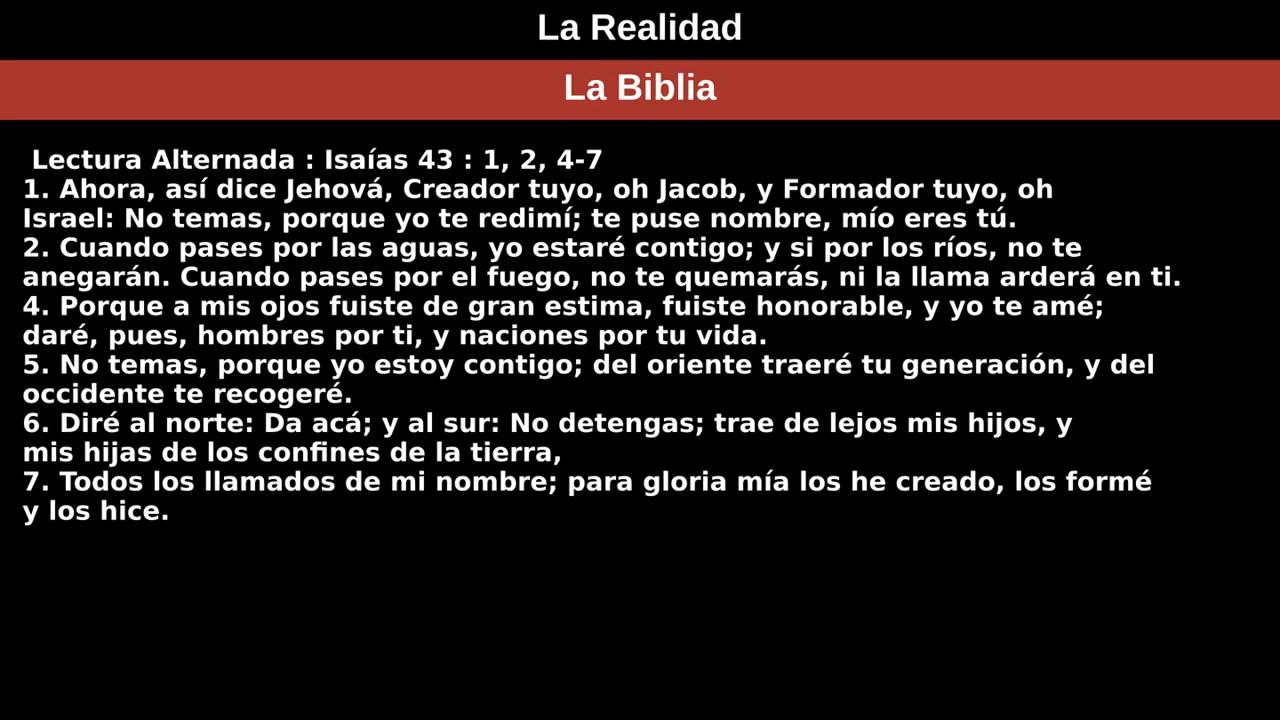 La Realidad
La Biblia
Lectura Alternada : Isaías 43 : 1, 2, 4-7
1. Ahora, así dice Jehová, Creador tuyo, oh Jacob, y Formador tuyo, oh
Israel: No temas, porque yo te redimí; te puse nombre, mío eres tú.
2. Cuando pases por las aguas, yo estaré contigo; y si por los ríos, no te
anegarán. Cuando pases por el fuego, no te quemarás, ni la llama arderá en ti.
4. Porque a mis ojos fuiste de gran estima, fuiste honorable, y yo te amé;
daré, pues, hombres por ti, y naciones por tu vida.
5. No temas, porque yo estoy contigo; del oriente traeré tu generación, y del
occidente te recogeré.
6. Diré al norte: Da acá; y al sur: No detengas; trae de lejos mis hijos, y
mis hijas de los confines de la tierra,
7. Todos los llamados de mi nombre; para gloria mía los he creado, los formé
y los hice.